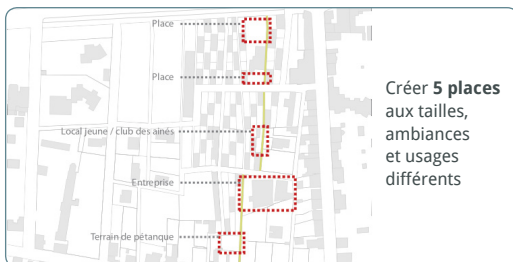 Place
Place
Local jeune / club des ainés
Entreprise
Terrain de pétanque
Créer 5 places
aux tailles,
ambiances
et usages
différents